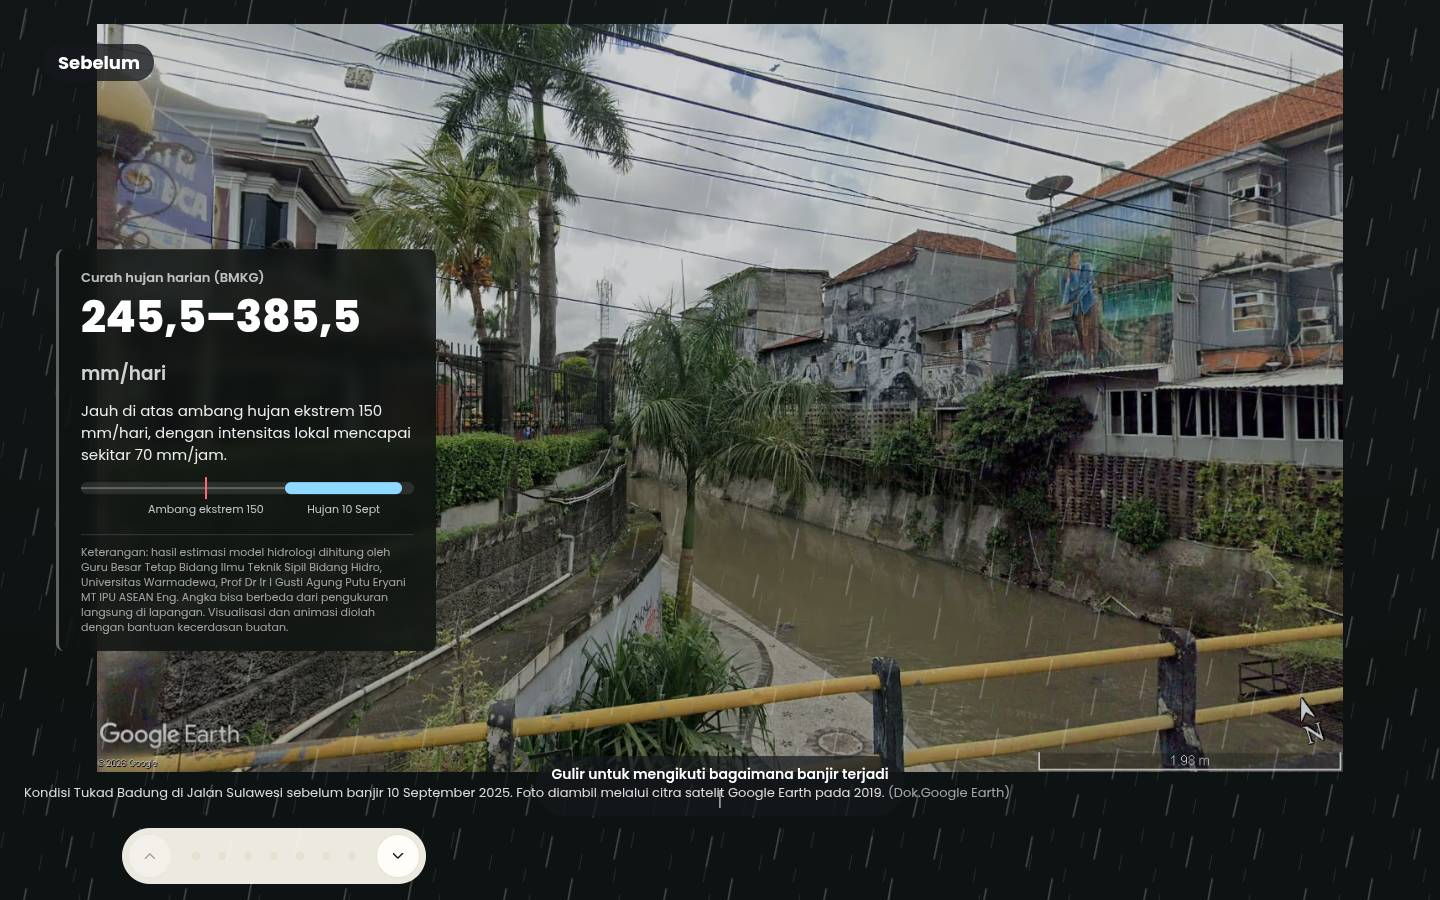 Sebelum
Curah hujan harian (BMKG)
245,5–385,5
mm/hari
Jauh di atas ambang hujan ekstrem 150
mm/hari, dengan intensitas lokal mencapai
sekitar 70 mm/jam.
Ambang ekstrem 150
Hujan 10 Sept
Keterangan: hasil estimasi model hidrologi dihitung oleh
Guru Besar Tetap Bidang Ilmu Teknik Sipil Bidang Hidro,
Universitas Warmadewa, Prof Dr Ir I Gusti Agung Putu Eryani
MT IPU ASEAN Eng. Angka bisa berbeda dari pengukuran
langsung di lapangan. Visualisasi dan animasi diolah
dengan bantuan kecerdasan buatan.
Google Earth
© 2026 Google
1.93 m
N
Gulir untuk mengikuti bagaimana banjir terjadi
Kondisi Tukad Badung di Jalan Sulawesi sebelum banjir 10 September 2025. Foto diambil melalui citra satelit Google Earth pada 2019. (Dok.Google Earth)